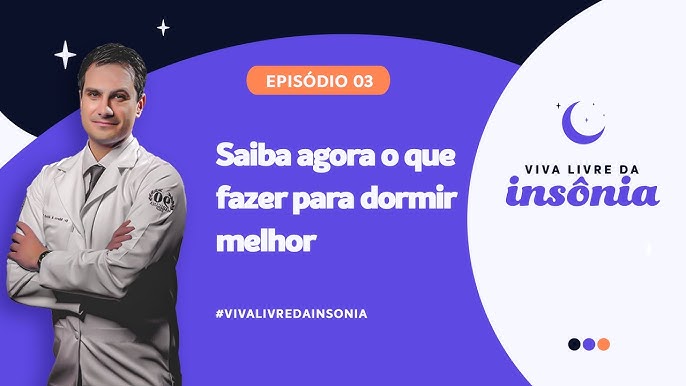 EPISÓDIO 03
Saiba agora o que
fazer para dormir
melhor
#VIVALIVREDAINSONIA
VIVA LIVRE DA
insônia